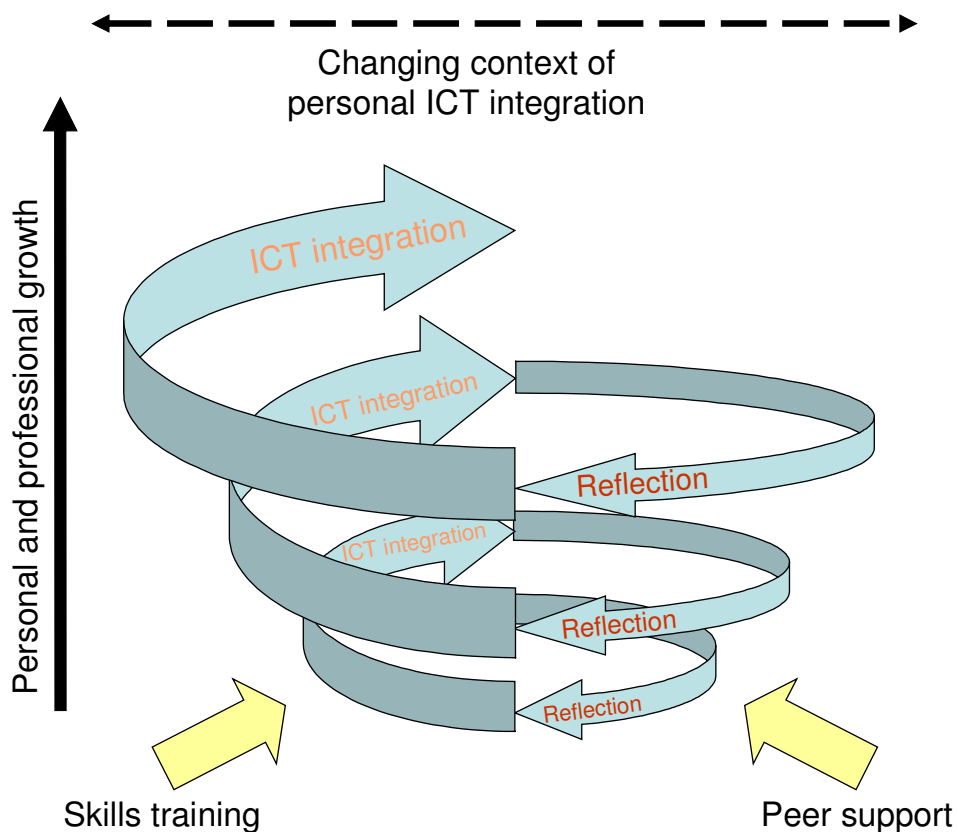 Changing context of
personal ICT integration
Personal and professional growth
ICT integration
ICT integration
Reflection
ICT integration
Reflection
Reflection
Skills training
Peer support